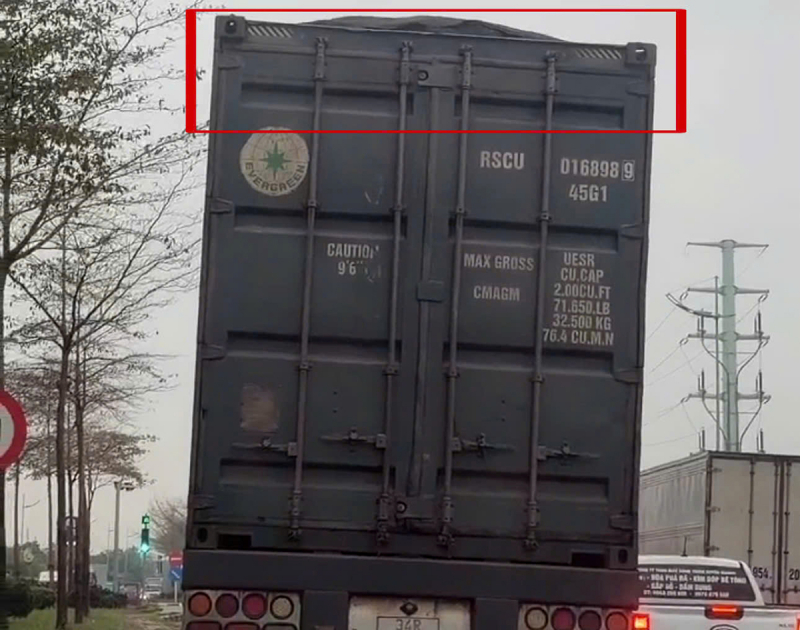 EVERGREEN
RSCU 016898 9
45G1
CAUTION
9'6"
MAX GROSS
CMAGM
UESR
CU.CAP
2.00CU.FT
71.650.LB
32.500 KG
76.4 CU.M.N
34R